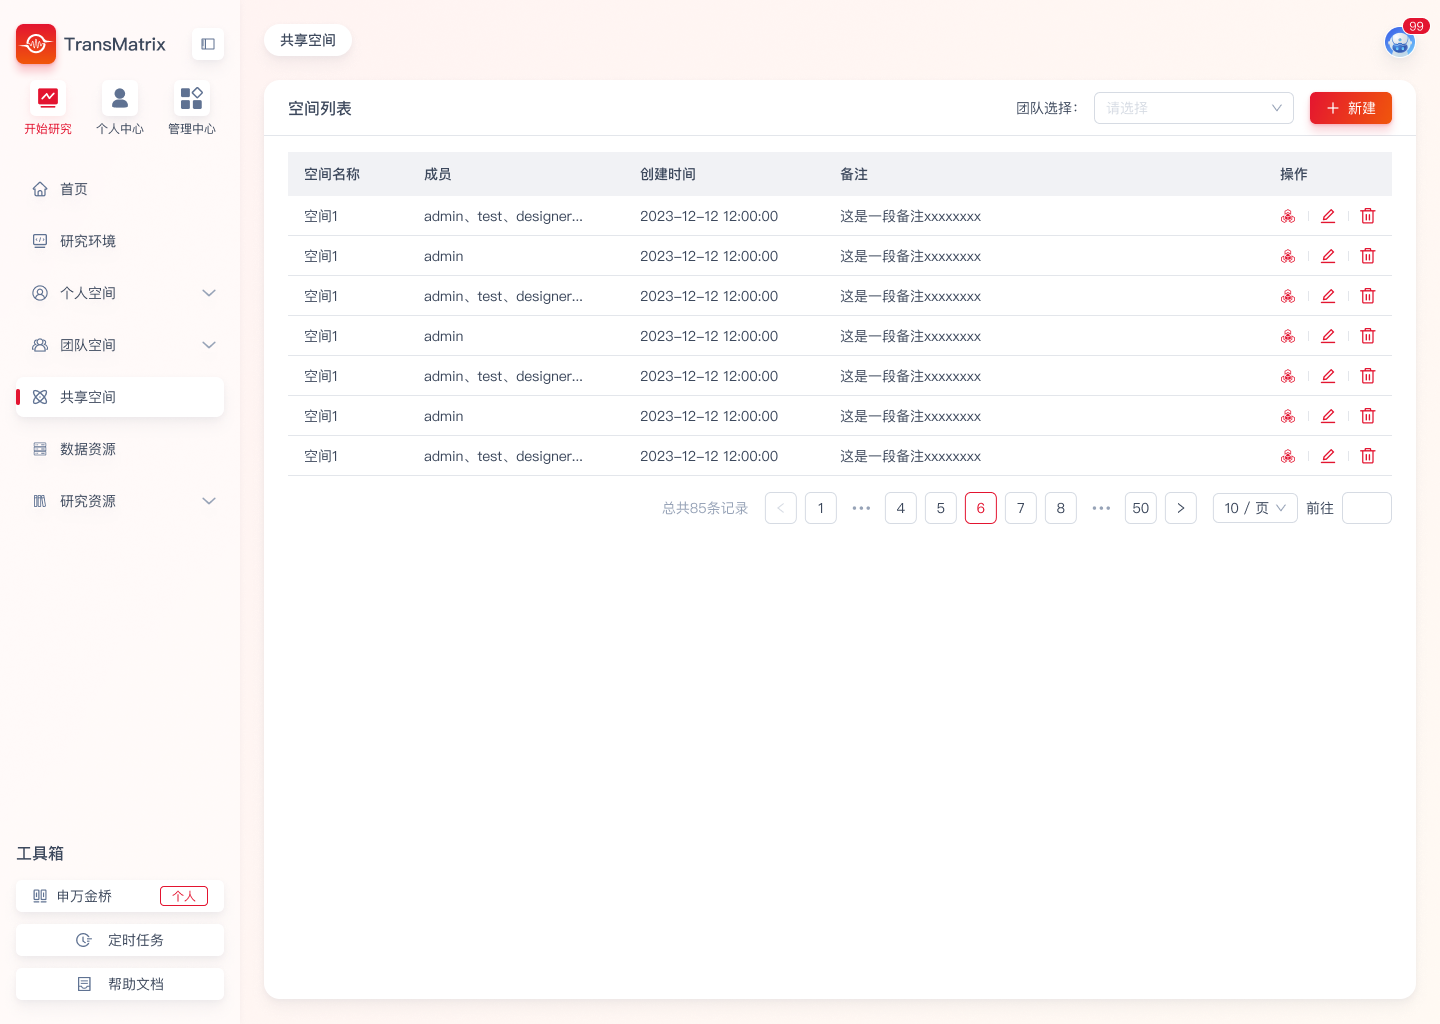 TransMatrix
开始研究 个人中心 管理中心
首页
研究环境
个人空间
团队空间
共享空间
数据资源
研究资源
工具箱
申万金桥 个人
定时任务
帮助文档
共享空间
99
空间列表 团队选择： 请选择 新建
空间名称 成员 创建时间 备注 操作
空间1 admin、test、designer... 2023-12-12 12:00:00 这是一段备注xxxxxxxx
空间1 admin 2023-12-12 12:00:00 这是一段备注xxxxxxxx
空间1 admin、test、designer... 2023-12-12 12:00:00 这是一段备注xxxxxxxx
空间1 admin 2023-12-12 12:00:00 这是一段备注xxxxxxxx
空间1 admin、test、designer... 2023-12-12 12:00:00 这是一段备注xxxxxxxx
空间1 admin 2023-12-12 12:00:00 这是一段备注xxxxxxxx
空间1 admin、test、designer... 2023-12-12 12:00:00 这是一段备注xxxxxxxx
总共85条记录 1 ••• 4 5 6 7 8 ••• 50 10 / 页 前往